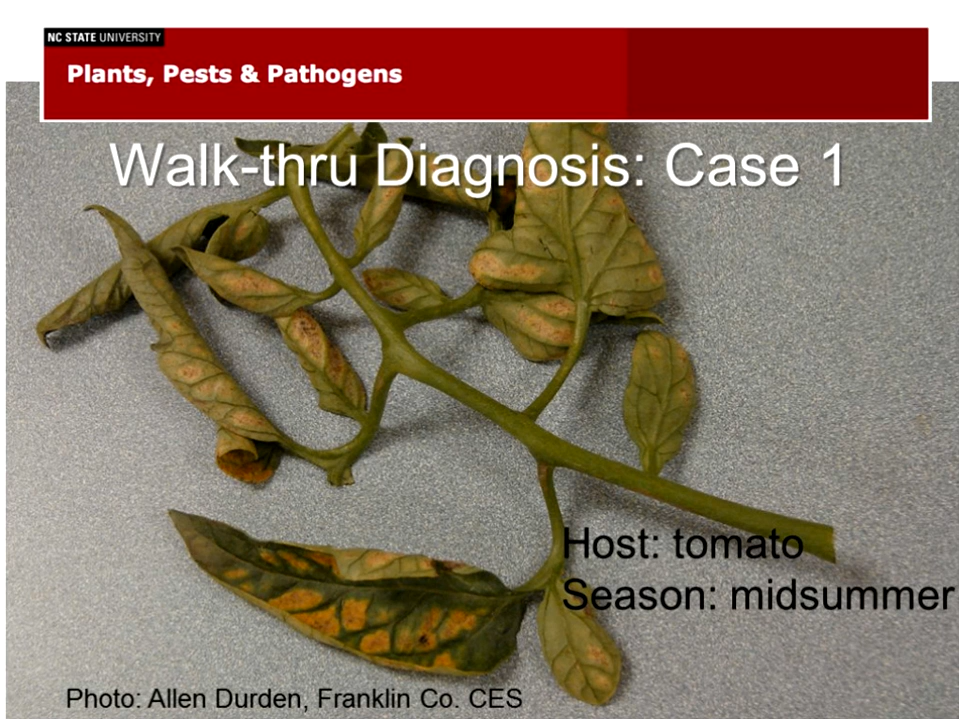 NC STATE UNIVERSITY
Plants, Pests & Pathogens
Walk-thru Diagnosis: Case 1
Host: tomato
Season: midsummer
Photo: Allen Durden, Franklin Co. CES